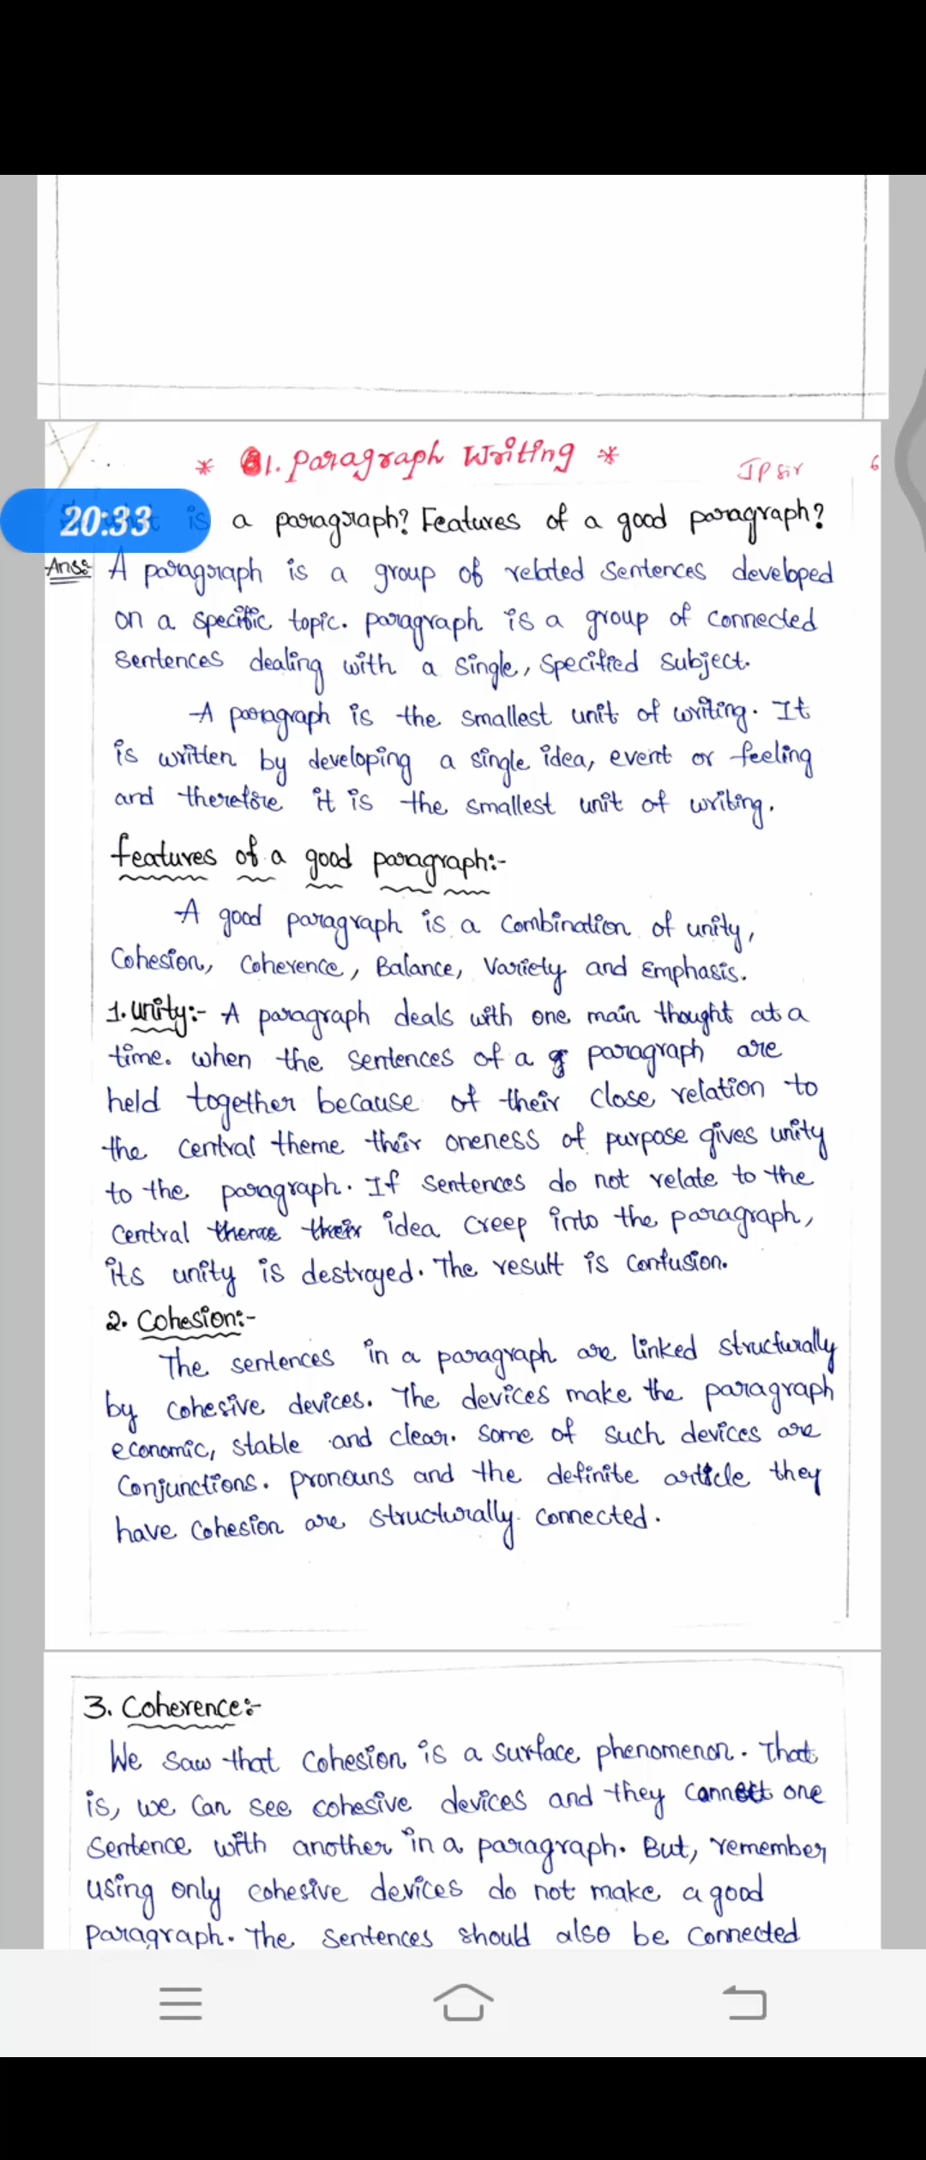 * 1. Paragraph Writing *
JP Sir
6
20:33
is a paragraph? Features of a good paragraph?
Ans:
A paragraph is a group of related sentences developed
on a specific topic. paragraph is a group of connected
sentences dealing with a single, specified subject.
A paragraph is the smallest unit of writing. It
is written by developing a single idea, event or feeling
and therefore it is the smallest unit of writing.
features of a good paragraph:-
A good paragraph is a combination of unity,
Cohesion, Coherence, Balance, Variety and Emphasis.
1. unity:- A paragraph deals with one main thought at a
time. when the sentences of a paragraph are
held together because of their close relation to
the central theme their oneness of purpose gives unity
to the paragraph. If sentences do not relate to the
central theme their idea creep into the paragraph,
its unity is destroyed. The result is confusion.
2. Cohesion:-
The sentences in a paragraph are linked structurally
by cohesive devices. The devices make the paragraph
economic, stable and clear. some of such devices are
conjunctions. pronouns and the definite article they
have cohesion are structurally connected.
3. Coherence:-
We saw that cohesion is a surface phenomenon. That
is, we can see cohesive devices and they connect one
sentence with another in a paragraph. But, remember
using only cohesive devices do not make a good
paragraph. The sentences should also be connected